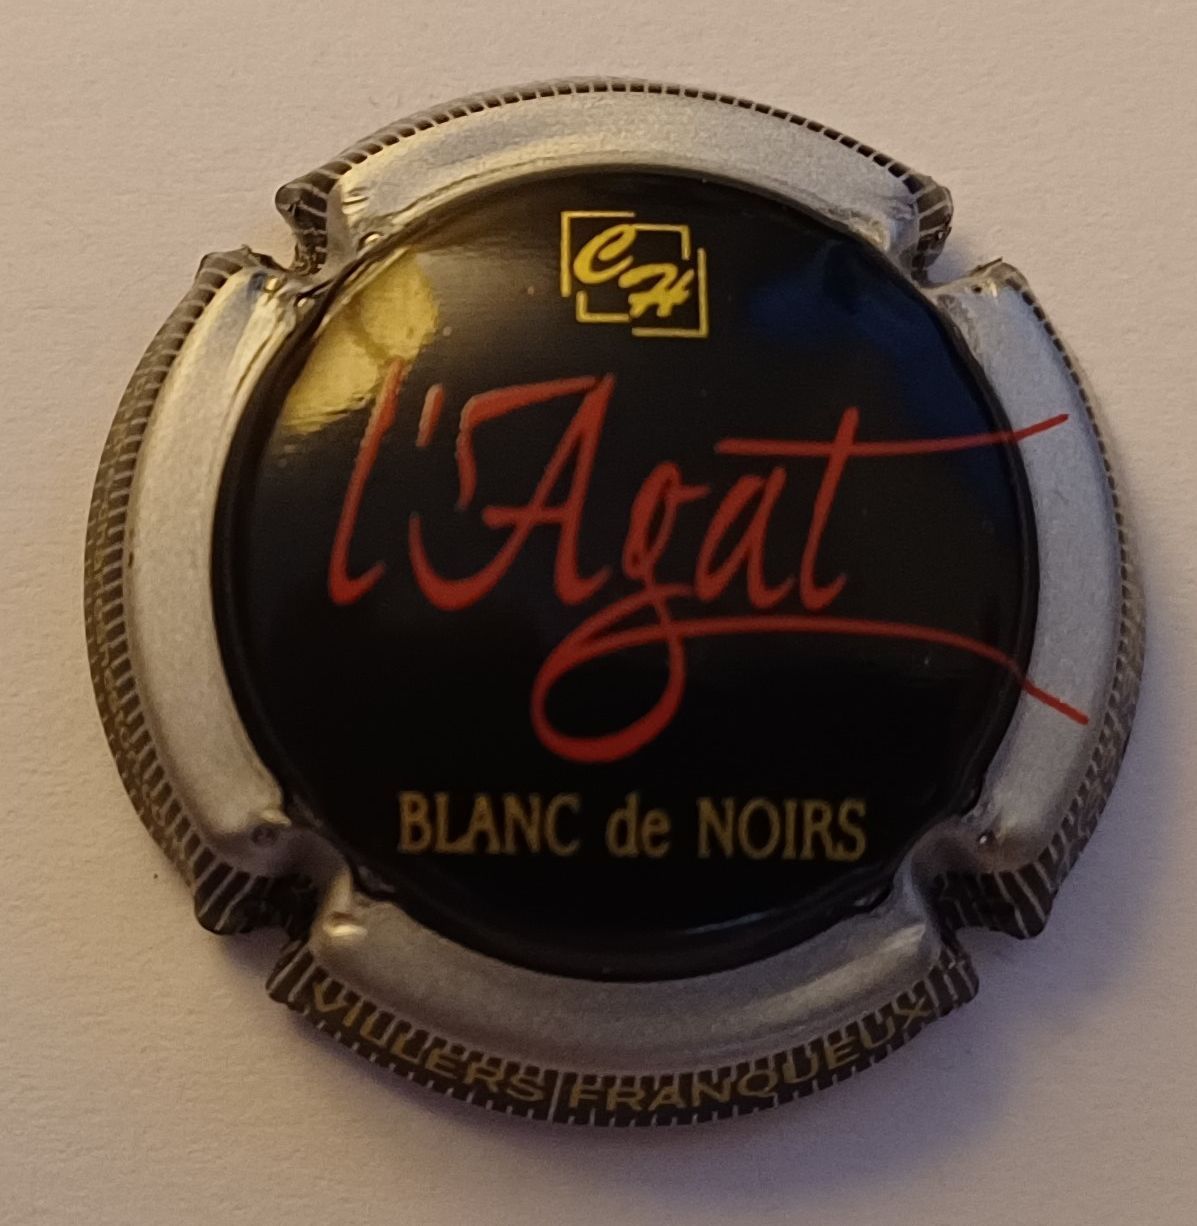 CH
l'Agat
BLANC de NOIRS
VILLERS FRANQUEUX